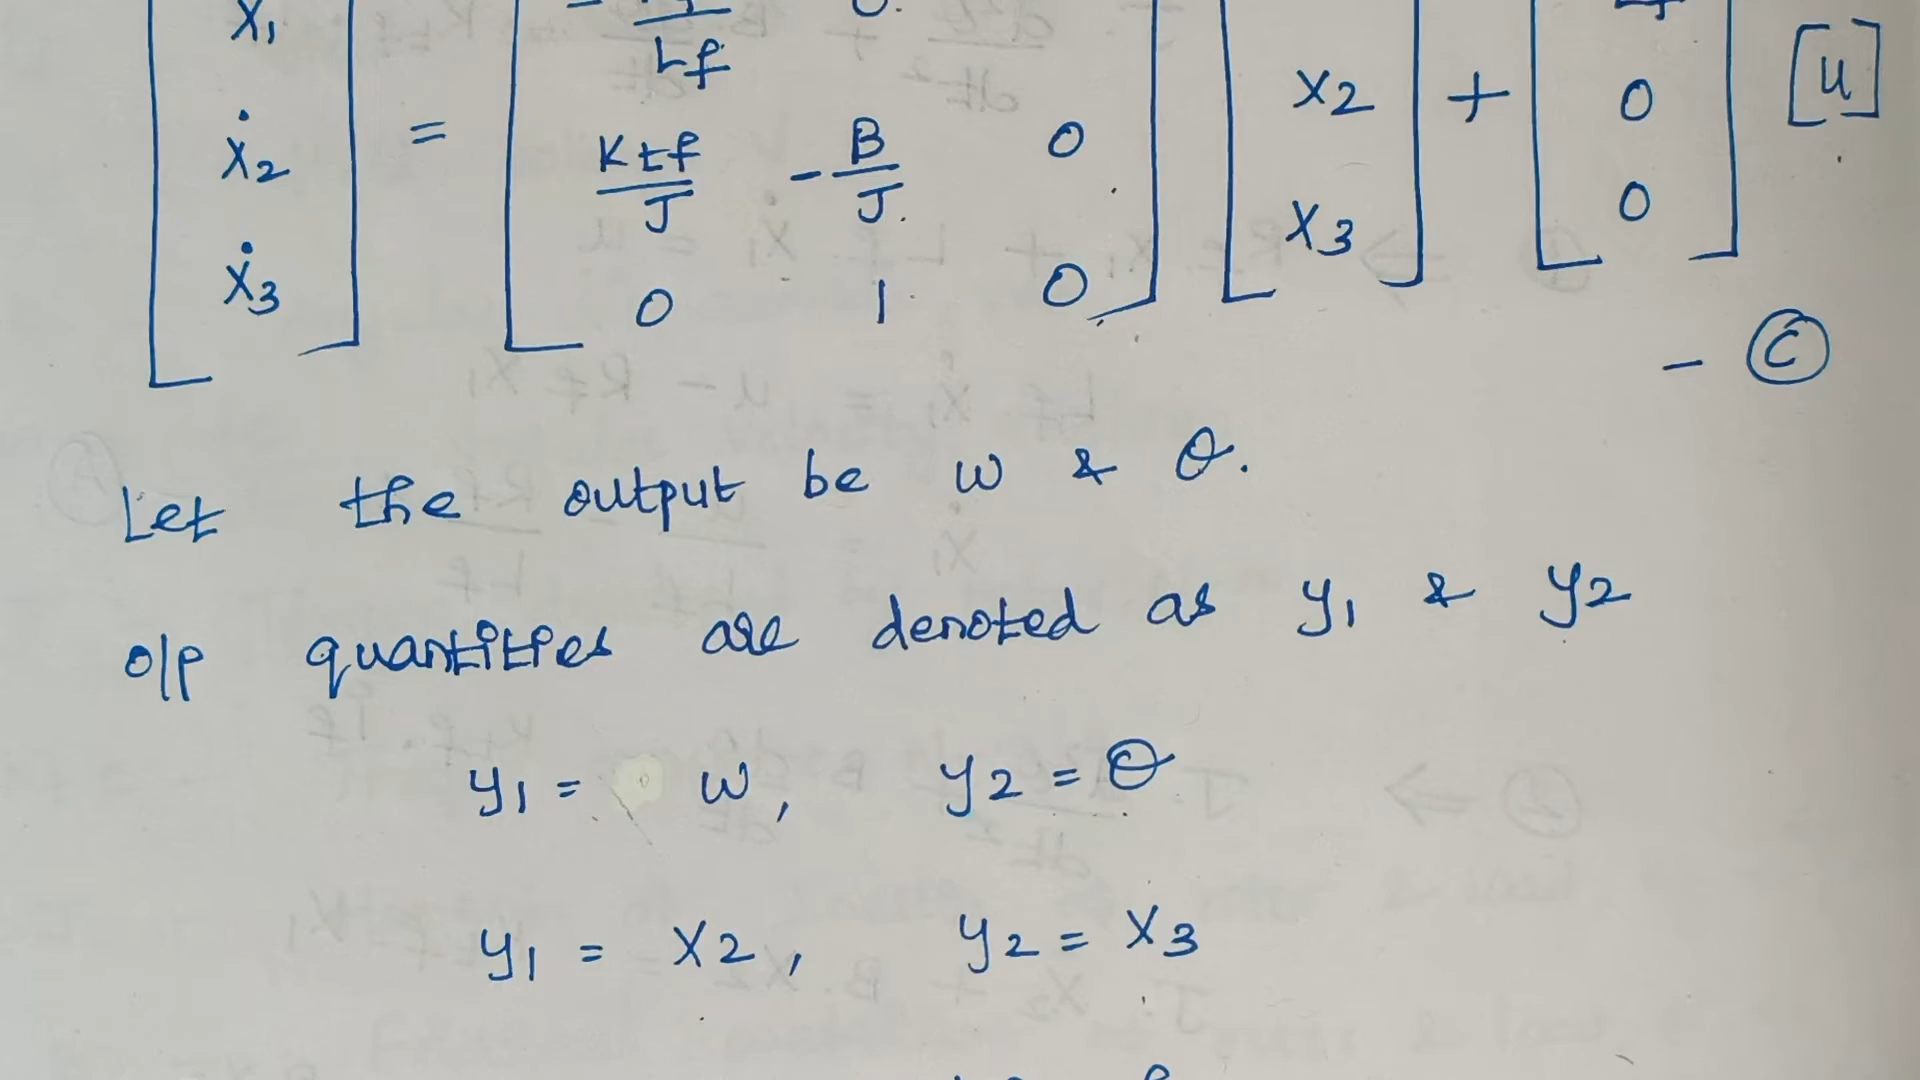 Ẋ1
Lf X2 0 [u]
Ẋ2 = Ktf/J - B/J. 0 +
Ẋ3 0 1 0 X3 0
- (C)
Let the output be ω & θ.
o/p quantities are denoted as y1 & y2
y1 = ω, y2 = θ
y1 = X2, y2 = X3